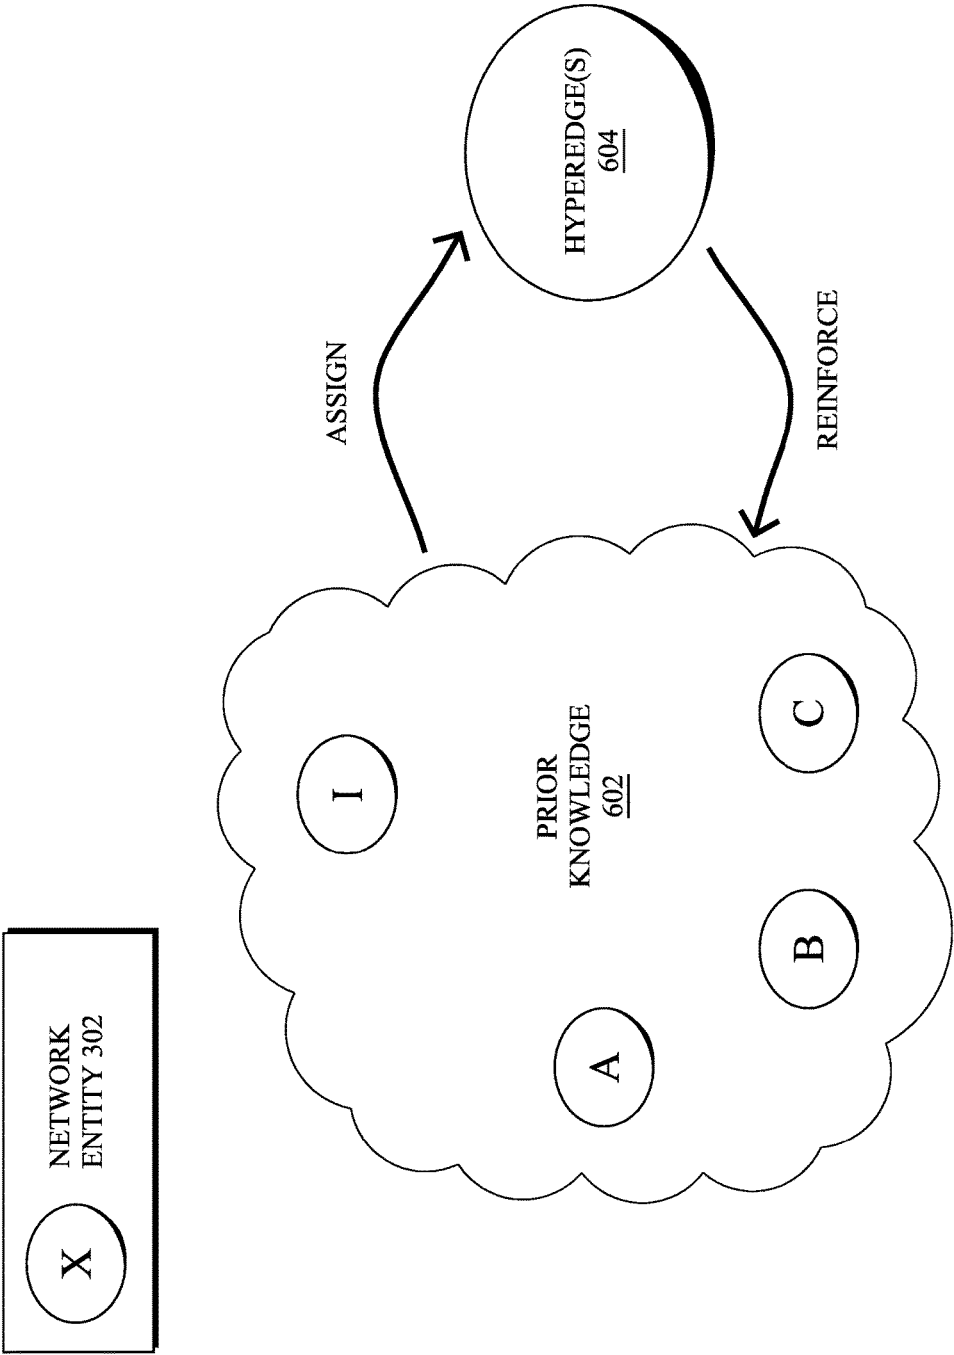 X
NETWORK
ENTITY 302
I
A
B
C
PRIOR
KNOWLEDGE
602
ASSIGN
REINFORCE
HYPEREDGE(S)
604